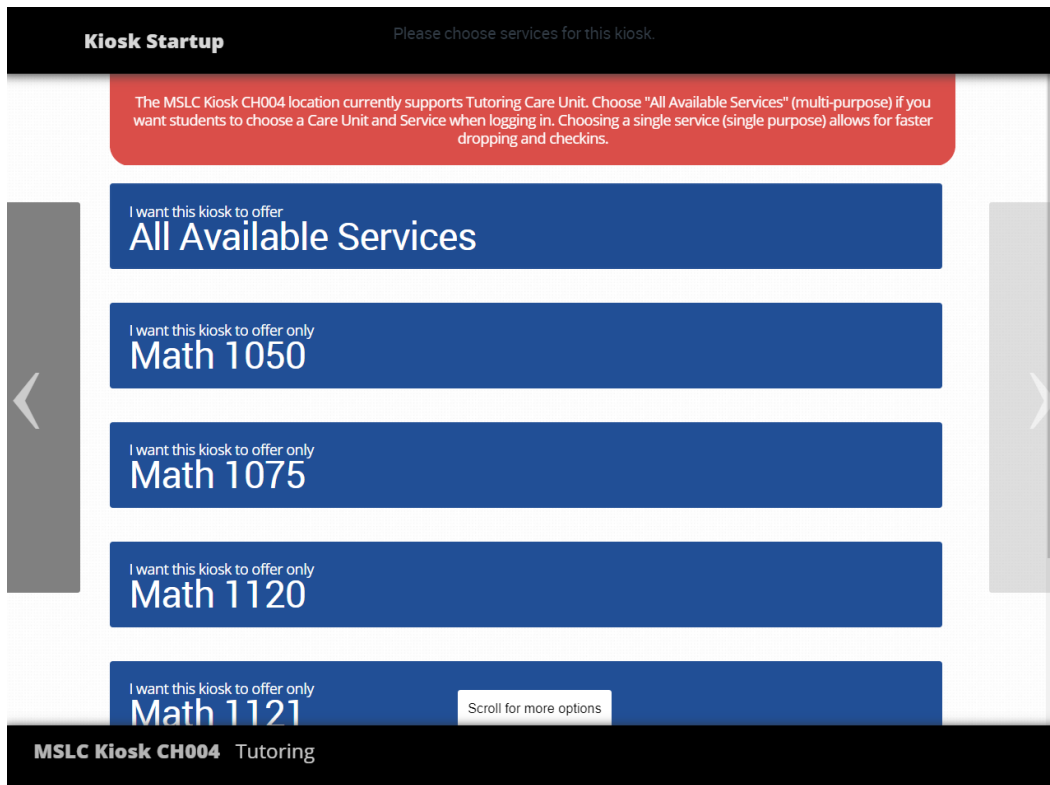 Kiosk Startup
Please choose services for this kiosk.
The MSLC Kiosk CH004 location currently supports Tutoring Care Unit. Choose "All Available Services" (multi-purpose) if you
want students to choose a Care Unit and Service when logging in. Choosing a single service (single purpose) allows for faster
dropping and checkins.
I want this kiosk to offer
All Available Services
I want this kiosk to offer only
Math 1050
I want this kiosk to offer only
Math 1075
I want this kiosk to offer only
Math 1120
I want this kiosk to offer only
Math 1121
Scroll for more options
MSLC Kiosk CH004 Tutoring